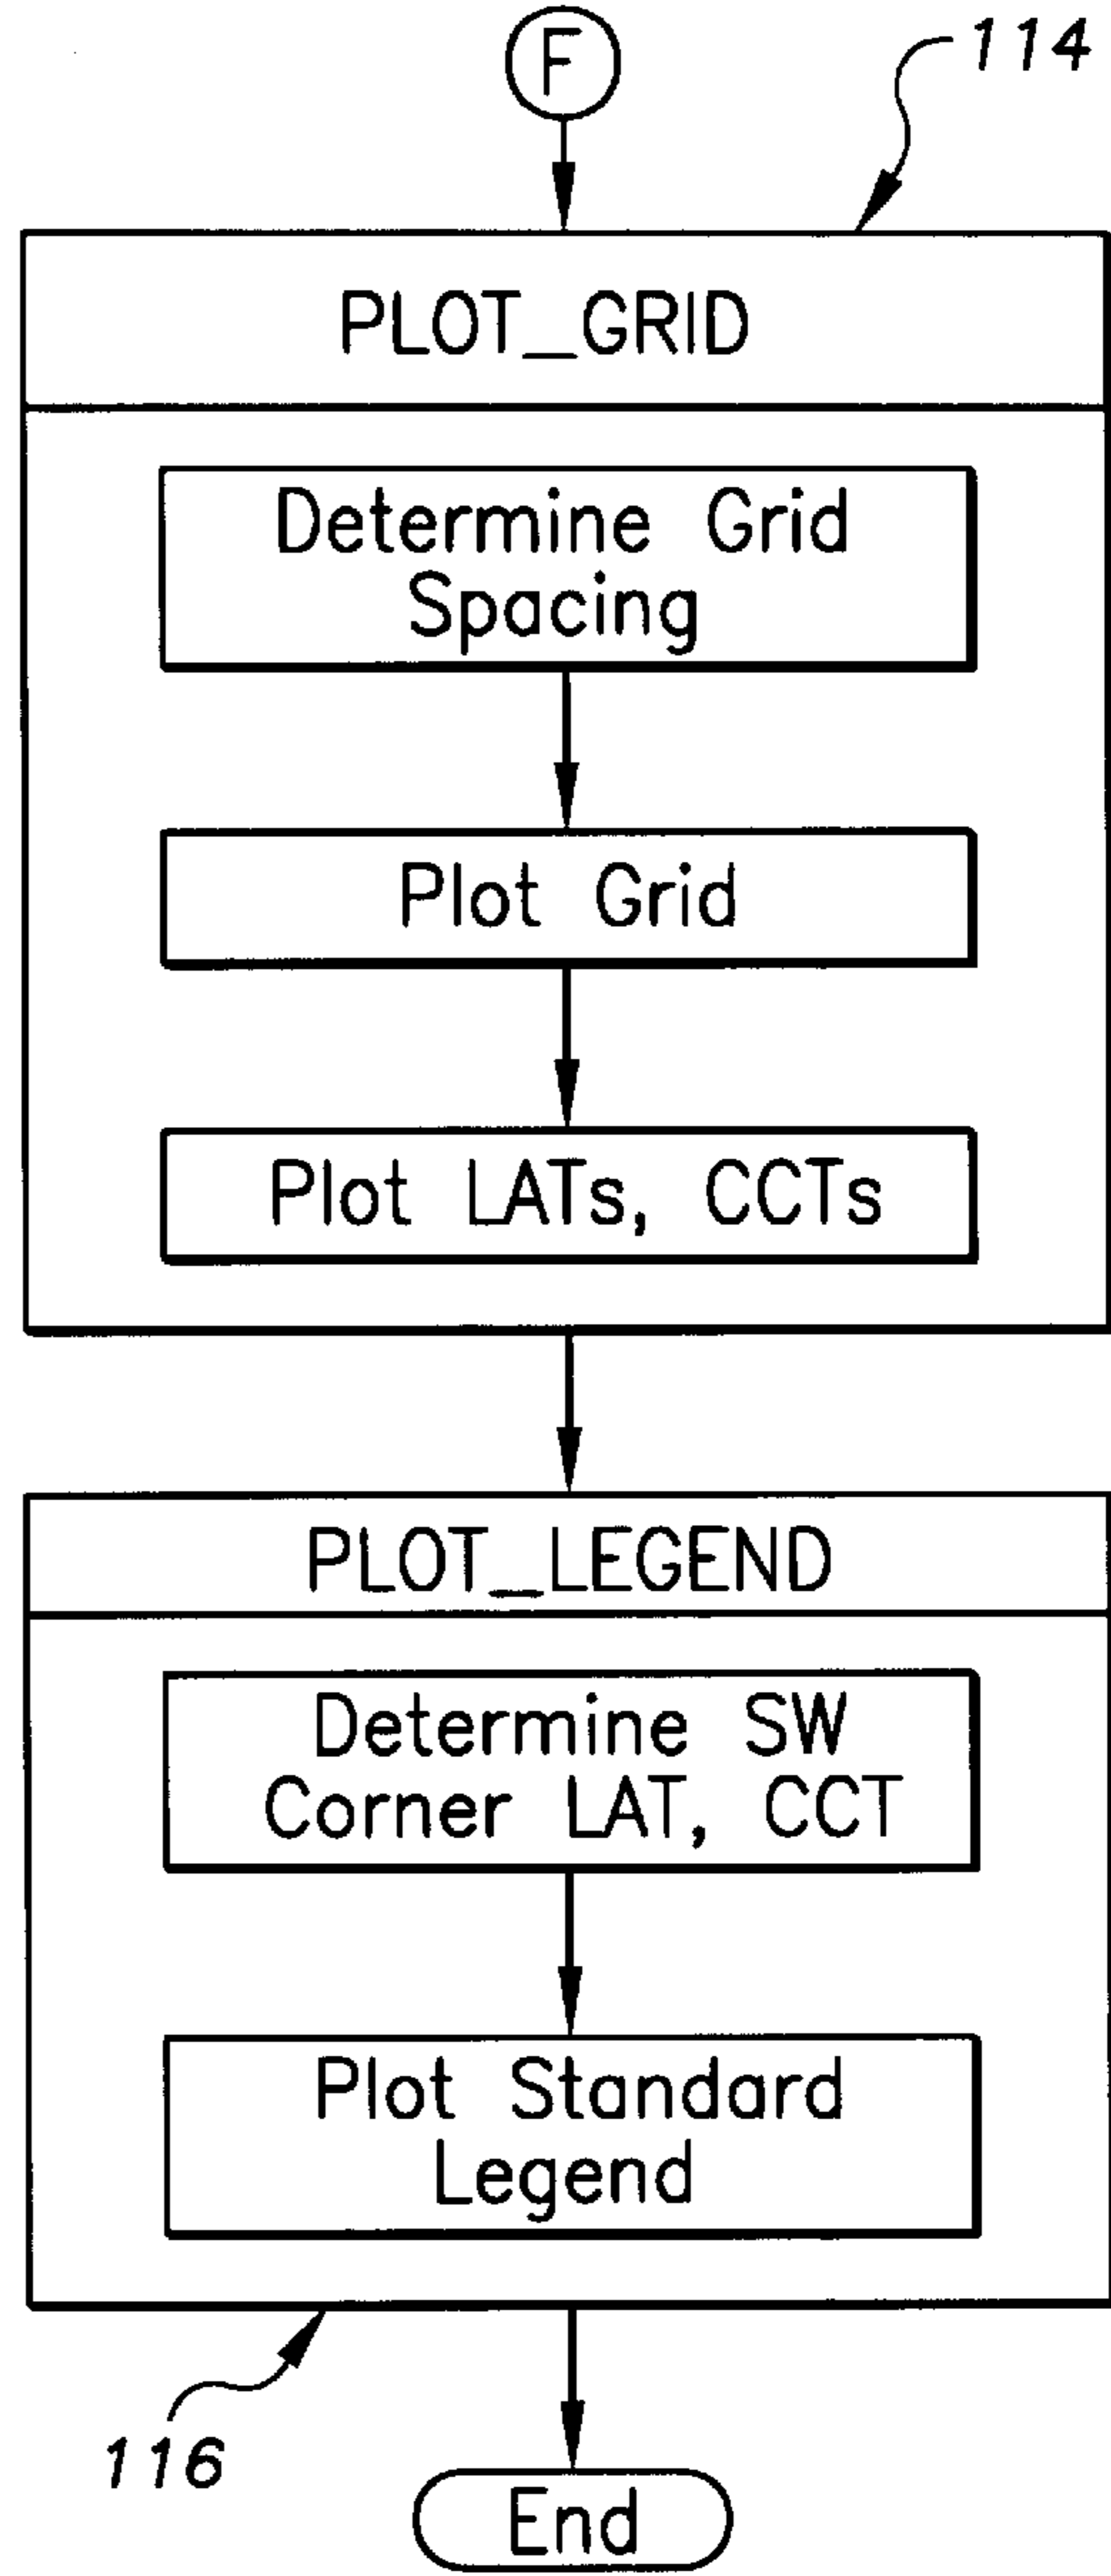 F
114
PLOT_GRID
Determine Grid
Spacing
Plot Grid
Plot LATs, CCTs
PLOT_LEGEND
Determine SW
Corner LAT, CCT
Plot Standard
Legend
116
End